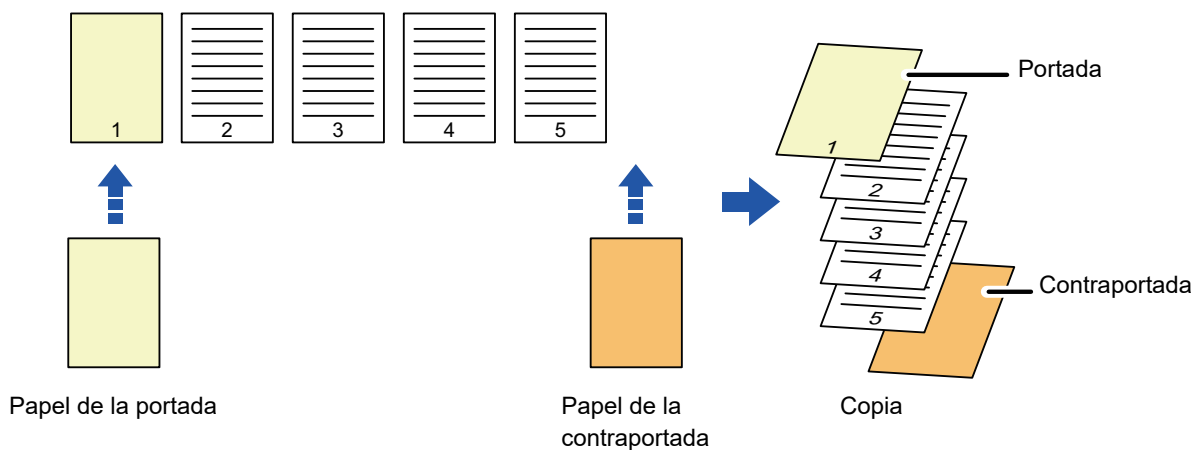 1 2 3 4 5
Portada
1
2
3
4
5
Contraportada
Papel de la portada
Papel de la
contraportada
Copia